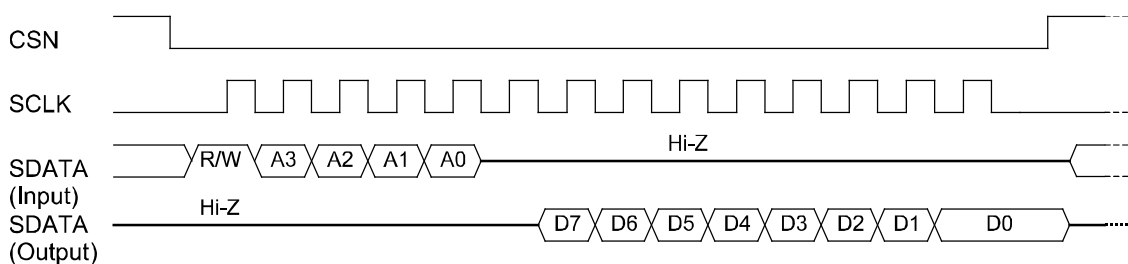 CSN
SCLK
SDATA
(Input)
R/W A3 A2 A1 A0 Hi-Z
SDATA
(Output)
Hi-Z D7 D6 D5 D4 D3 D2 D1 D0